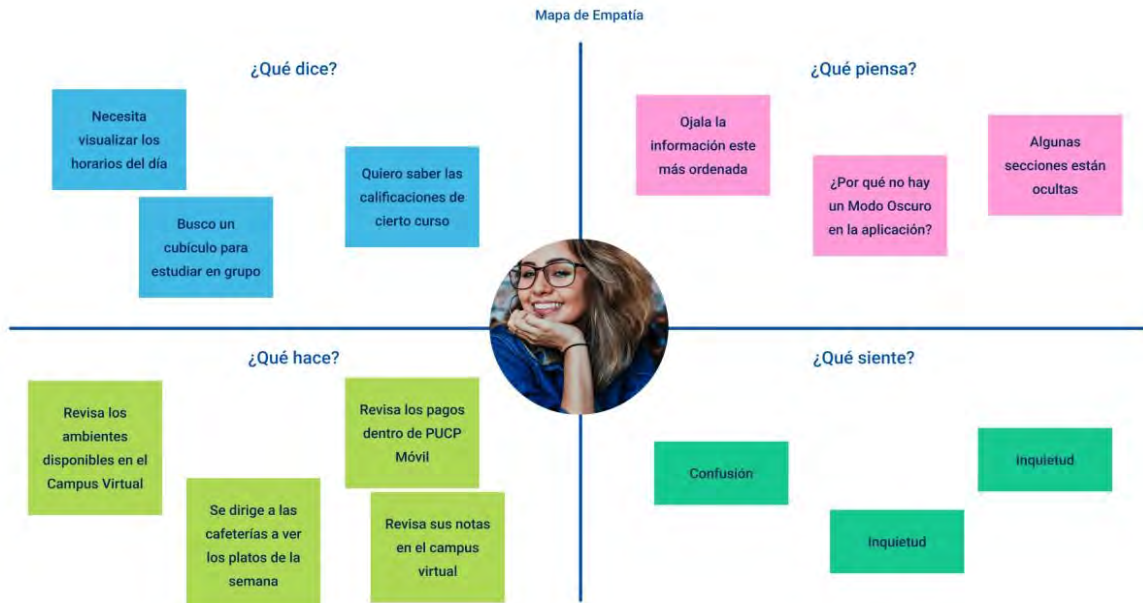 Mapa de Empatía
¿Qué dice?
Necesita
visualizar los
horarios del día
Busco un
cubículo para
estudiar en grupo
Quiero saber las
calificaciones de
cierto curso
¿Qué piensa?
Ojala la
información este
más ordenada
¿Por qué no hay
un Modo Oscuro
en la aplicación?
Algunas
secciones están
ocultas
¿Qué hace?
Revisa los
ambientes
disponibles en el
Campus Virtual
Se dirige a las
cafeterías a ver
los platos de la
semana
Revisa los pagos
dentro de PUCP
Móvil
Revisa sus notas
en el campus
virtual
¿Qué siente?
Confusión
Inquietud
Inquietud